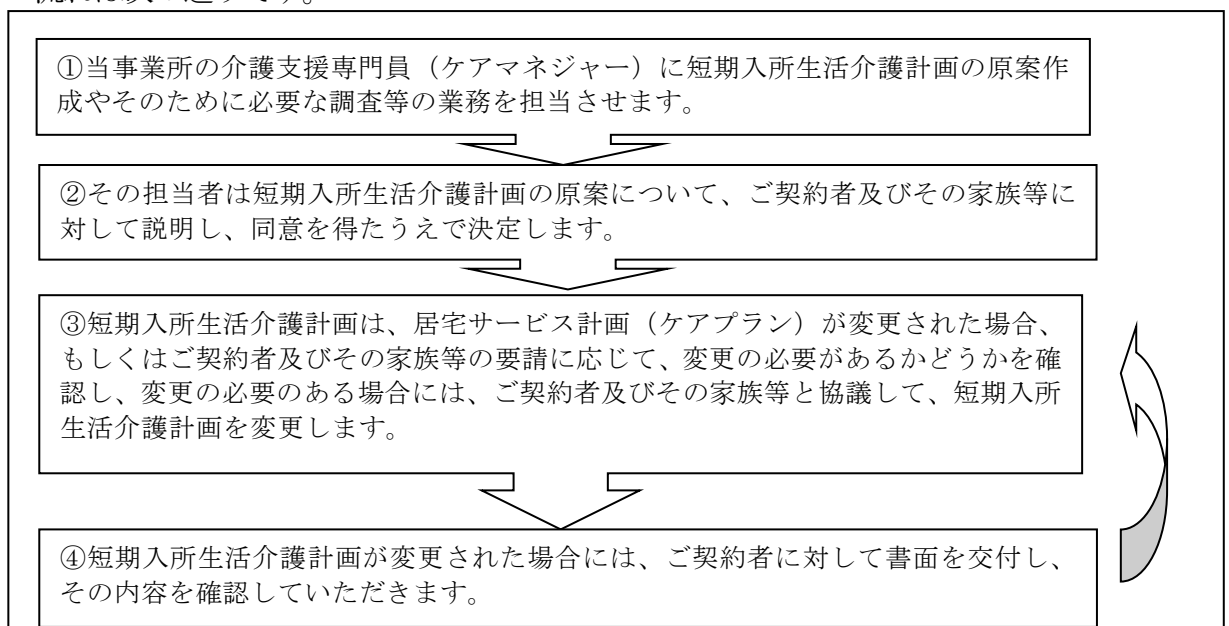 ①当事業所の介護支援専門員（ケアマネジャー）に短期入所生活介護計画の原案作
成やそのために必要な調査等の業務を担当させます。
②その担当者は短期入所生活介護計画の原案について、ご契約者及びその家族等に
対して説明し、同意を得たうえで決定します。
③短期入所生活介護計画は、居宅サービス計画（ケアプラン）が変更された場合、
もしくはご契約者及びその家族等の要請に応じて、変更の必要があるかどうかを確
認し、変更の必要のある場合には、ご契約者及びその家族等と協議して、短期入所
生活介護計画を変更します。
④短期入所生活介護計画が変更された場合には、ご契約者に対して書面を交付し、
その内容を確認していただきます。